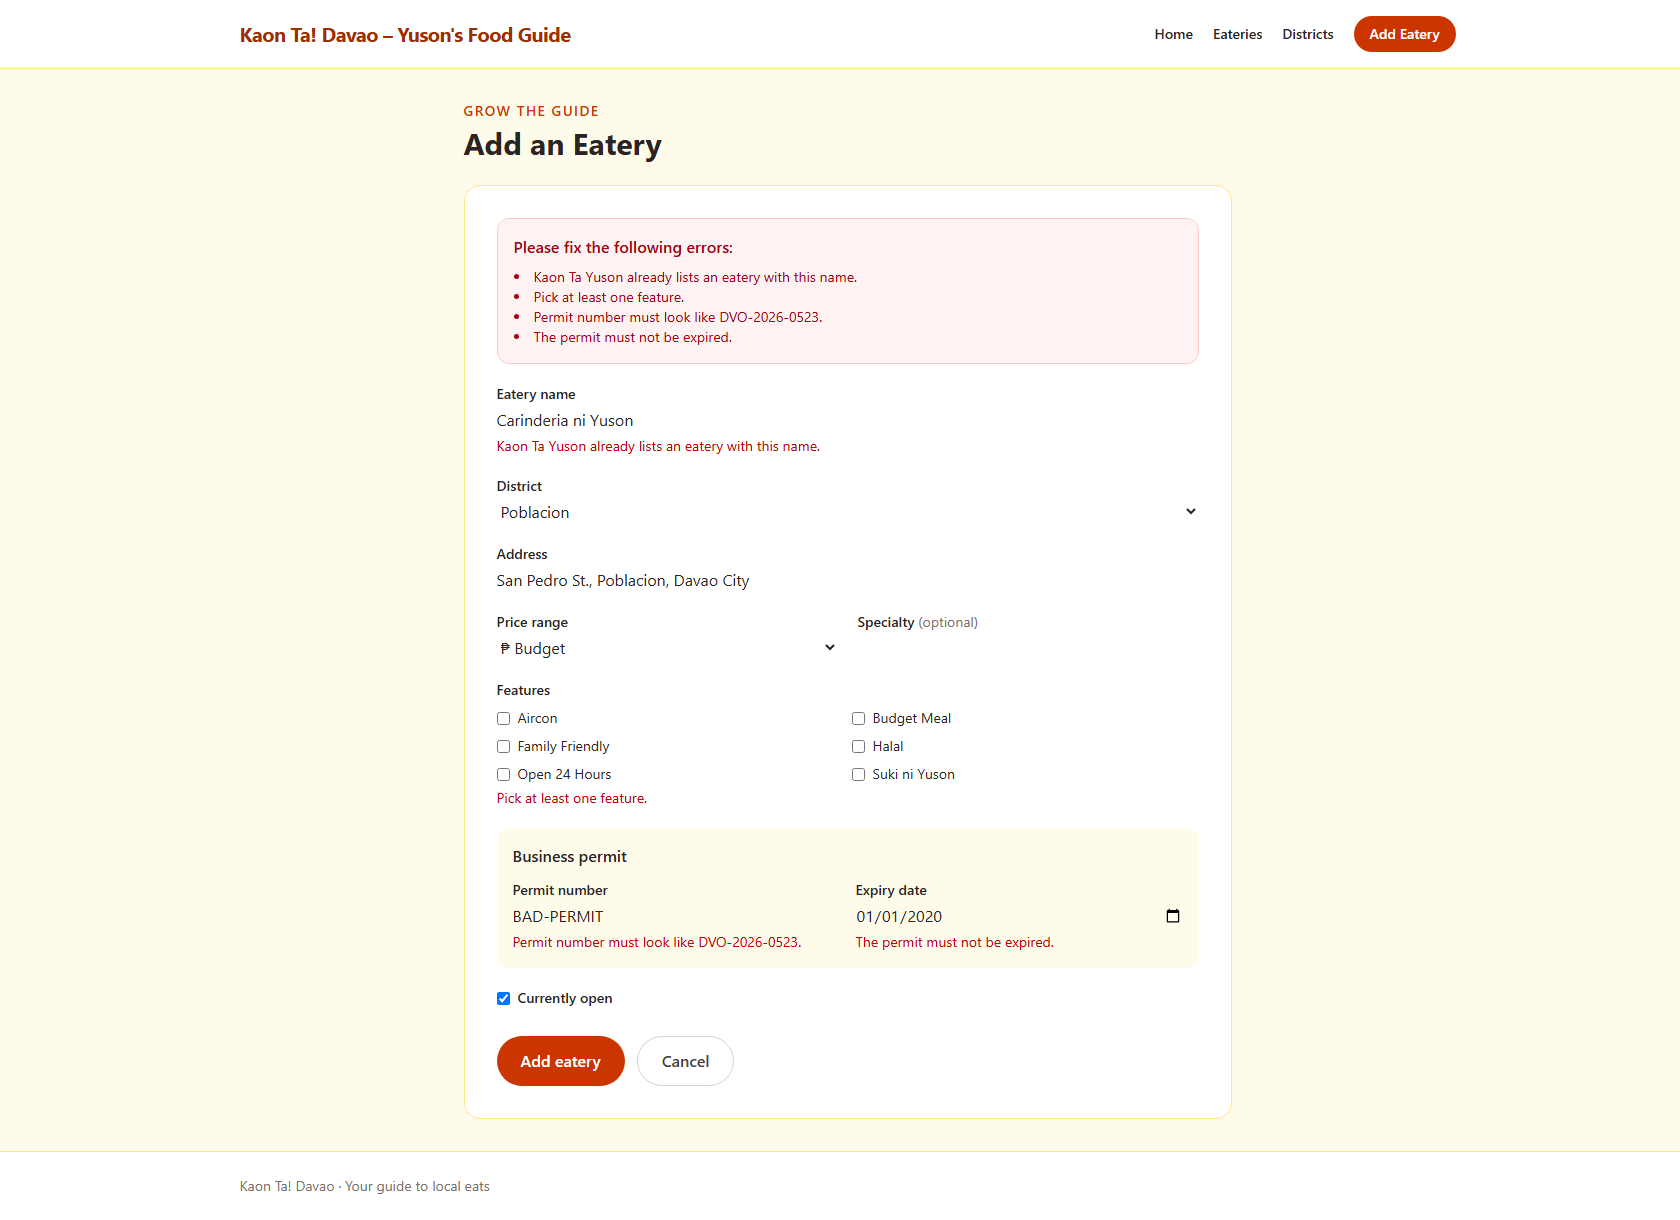 Kaon Ta! Davao – Yuson's Food Guide
Home
Eateries
Districts
Add Eatery
GROW THE GUIDE
Add an Eatery
Please fix the following errors:
• Kaon Ta Yuson already lists an eatery with this name.
• Pick at least one feature.
• Permit number must look like DVO-2026-0523.
• The permit must not be expired.
Eatery name
Carinderia ni Yuson
Kaon Ta Yuson already lists an eatery with this name.
District
Poblacion
Address
San Pedro St., Poblacion, Davao City
Price range
₱ Budget
Specialty (optional)
Features
Aircon
Budget Meal
Family Friendly
Halal
Open 24 Hours
Suki ni Yuson
Pick at least one feature.
Business permit
Permit number
BAD-PERMIT
Permit number must look like DVO-2026-0523.
Expiry date
01/01/2020
The permit must not be expired.
Currently open
Add eatery
Cancel
Kaon Ta! Davao · Your guide to local eats